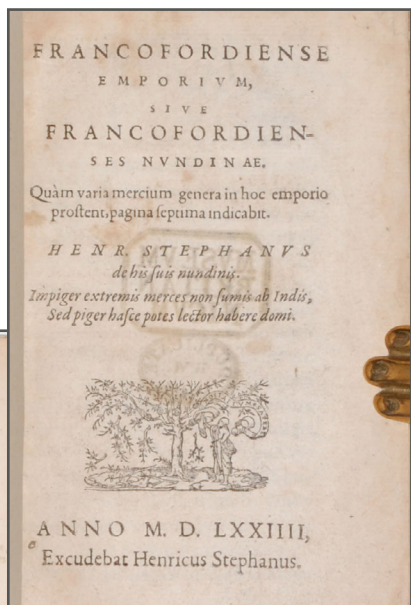 FRANCOFORDIENSE
EMPORIVM,
SIVE
FRANCOFORDIEN-
SES NVNDINAE.
Quàm varia mercium genera in hoc emporio
prostent, pagina septima indicabit.
HENR. STEPHANVS
de his suis nundinis.
Impiger extremis merces non sumis ab Indis,
Sed piger hasce potes lector habere domi.
ANNO M. D. LXXIIII,
Excudebat Henricus Stephanus.